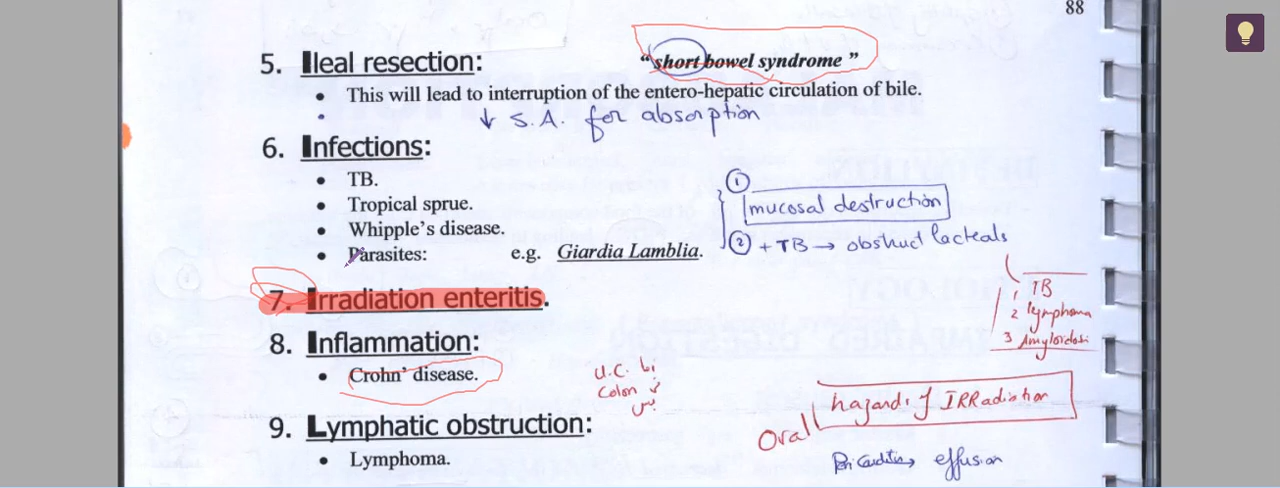 88
5. Ileal resection: "short bowel syndrome"
• This will lead to interruption of the entero-hepatic circulation of bile.
↓ S.A. for absorption
6. Infections:
• TB.
• Tropical sprue.
• Whipple's disease.
• Parasites: e.g. Giardia Lamblia.
① mucosal destruction
② + TB → obstruct lacteals
1 TB
2 lymphoma
3 Amyloidosis
7. Irradiation enteritis.
8. Inflammation:
• Crohn' disease.
U.C.
Colon في
بس
hazards of IRRadiation
Oral
9. Lymphatic obstruction:
• Lymphoma.
effusion